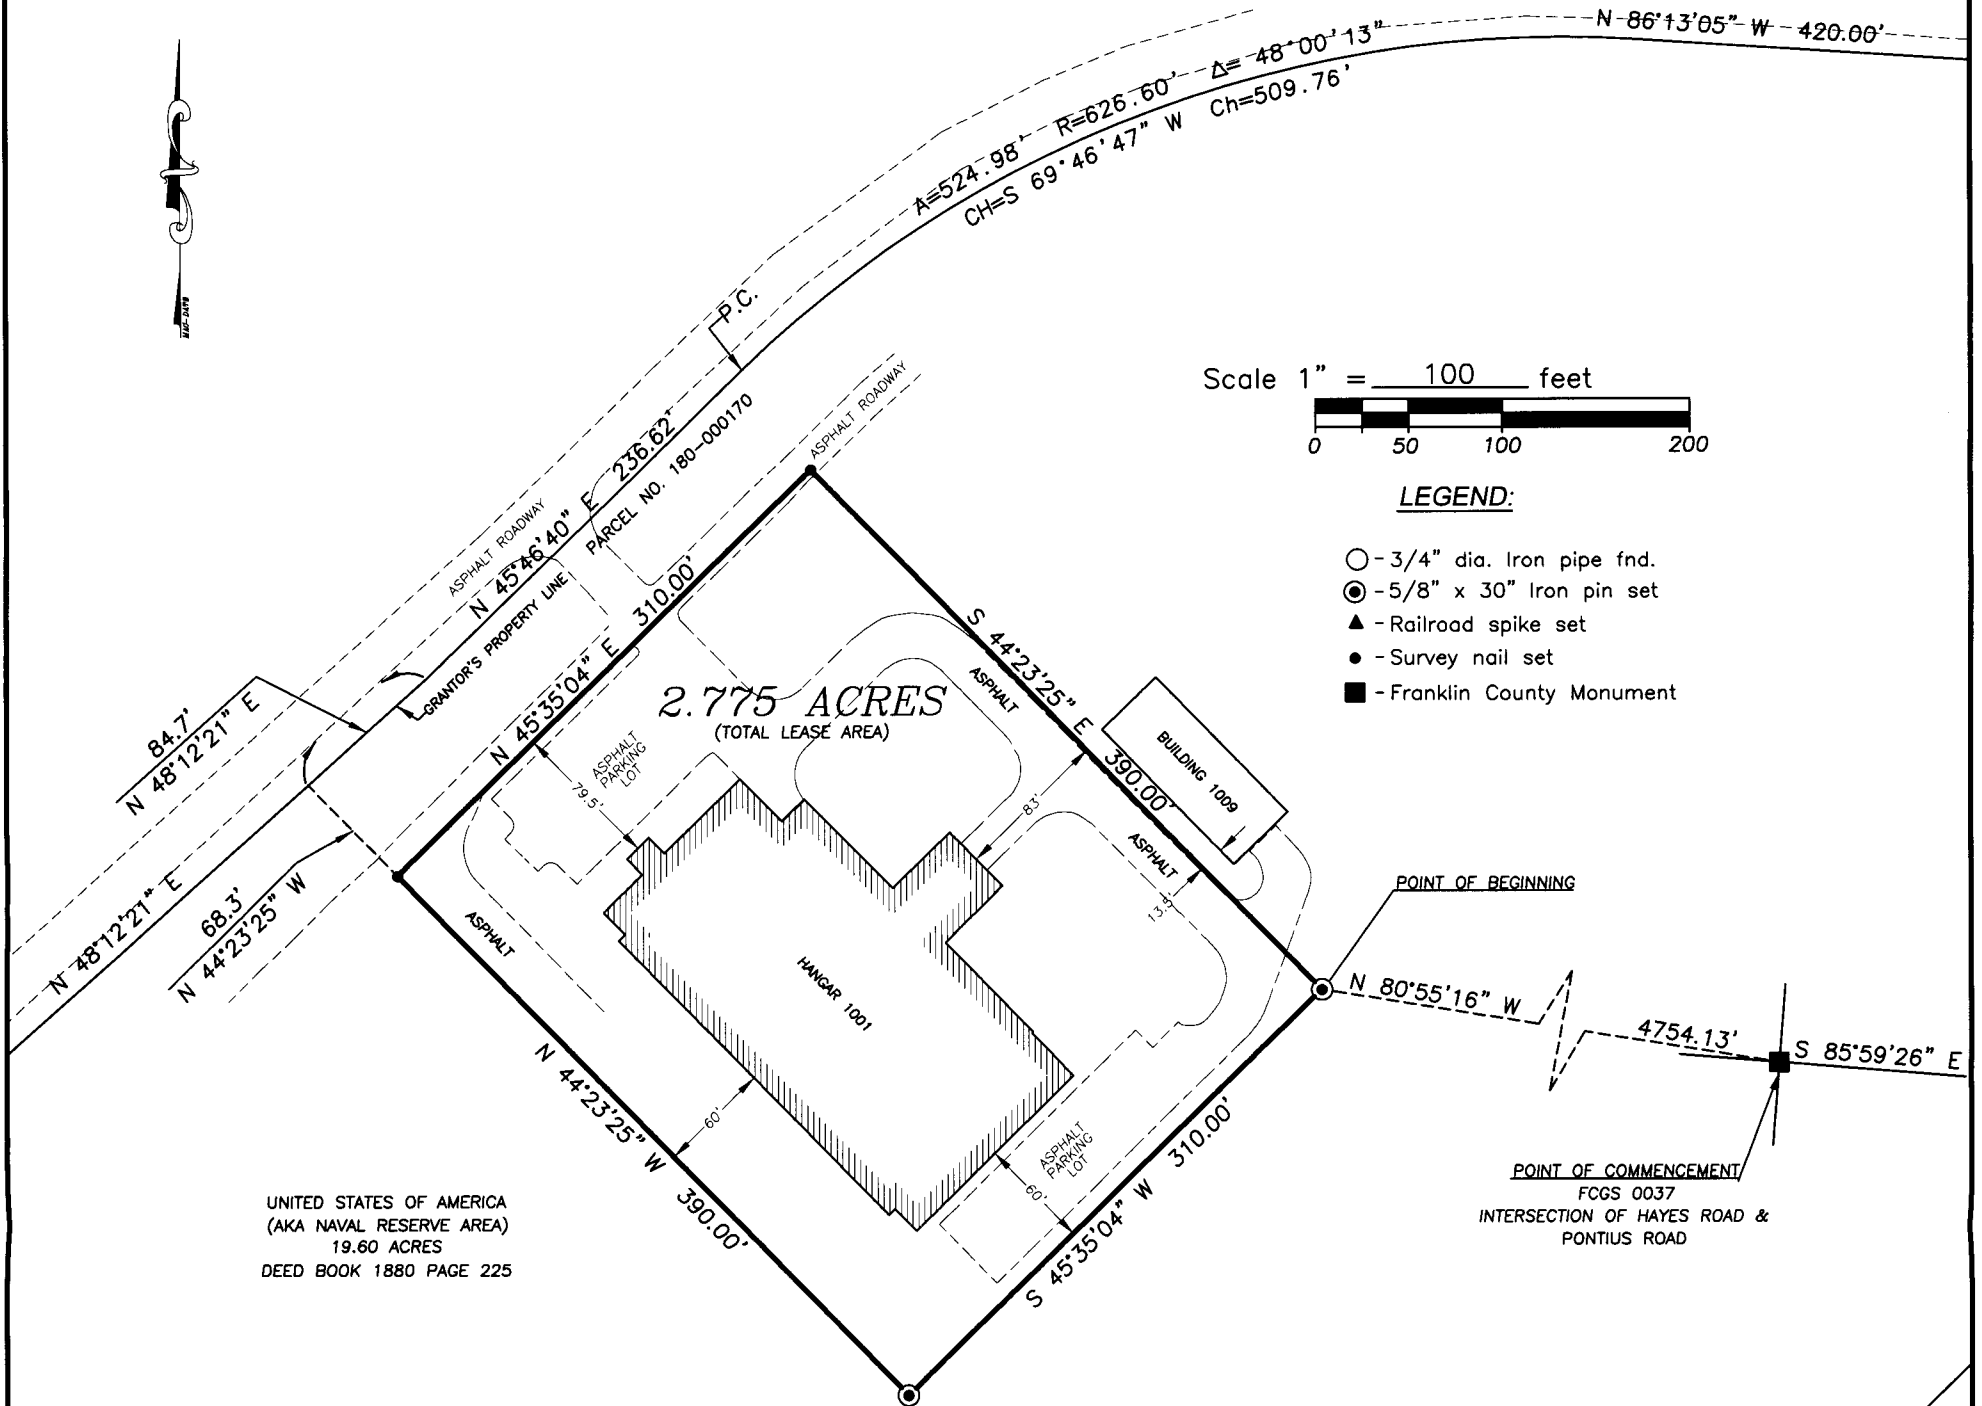 N 86°13'05" W 420.00'
A=524.98' R=626.60' Δ= 48°00'13"
CH=S 69°46'47" W Ch=509.76'
P.C.
ASPHALT ROADWAY
Scale 1" = 100 feet
0 50 100 200
LEGEND:
- 3/4" dia. Iron pipe fnd.
- 5/8" x 30" Iron pin set
- Railroad spike set
- Survey nail set
- Franklin County Monument
N 45°46'40" E 236.62'
PARCEL NO. 180-000170
ASPHALT ROADWAY
GRANTOR'S PROPERTY LINE
N 45°35'04" E 310.00'
84.7'
N 48°12'21" E
68.3'
N 44°23'25" W
N 48°12'21" E
2.775 ACRES
(TOTAL LEASE AREA)
ASPHALT
PARKING
LOT
79.5'
S 44°23'25" E 390.00'
ASPHALT
BUILDING 1009
83'
ASPHALT
13.5'
ASPHALT
HANGAR 1001
POINT OF BEGINNING
N 80°55'16" W 4754.13'
S 85°59'26" E
POINT OF COMMENCEMENT
FCGS 0037
INTERSECTION OF HAYES ROAD &
PONTIUS ROAD
N 44°23'25" W 390.00'
60'
ASPHALT
PARKING
LOT
60'
S 45°35'04" W 310.00'
UNITED STATES OF AMERICA
(AKA NAVAL RESERVE AREA)
19.60 ACRES
DEED BOOK 1880 PAGE 225